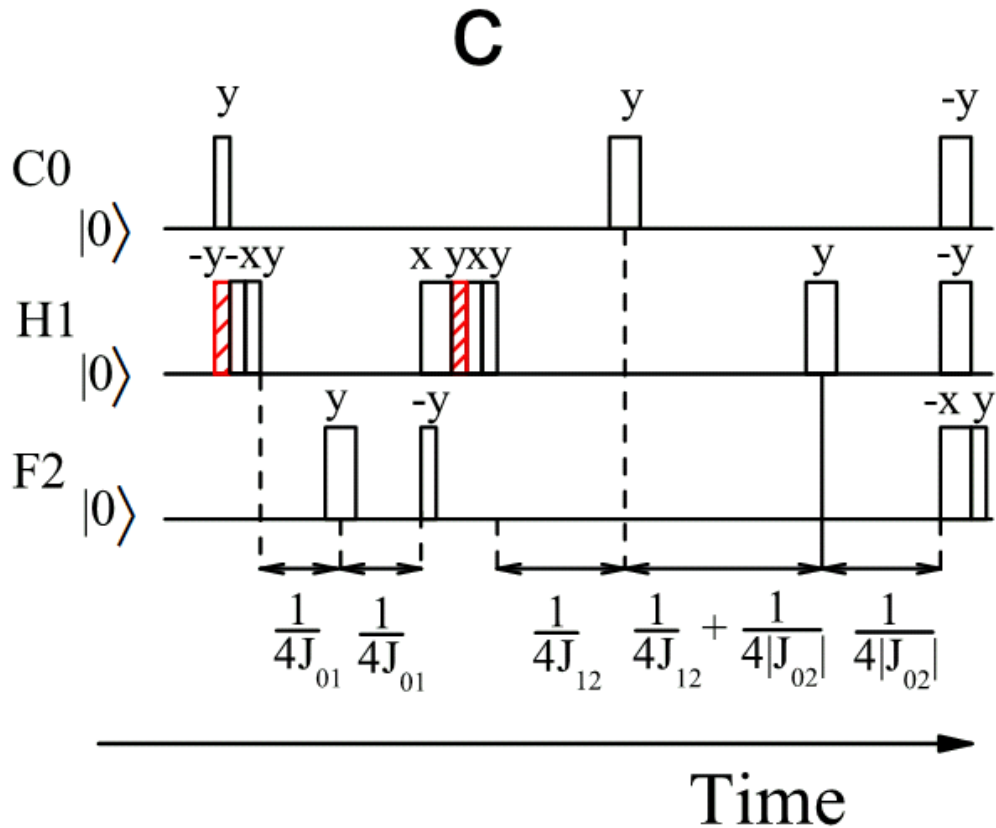 C
y y -y
C0
|0⟩
-y-xy x yxy y -y
H1
|0⟩
y -y -x y
F2
|0⟩
1/4J₀₁ 1/4J₀₁ 1/4J₁₂ 1/4J₁₂ + 1/4|J₀₂| 1/4|J₀₂|
Time